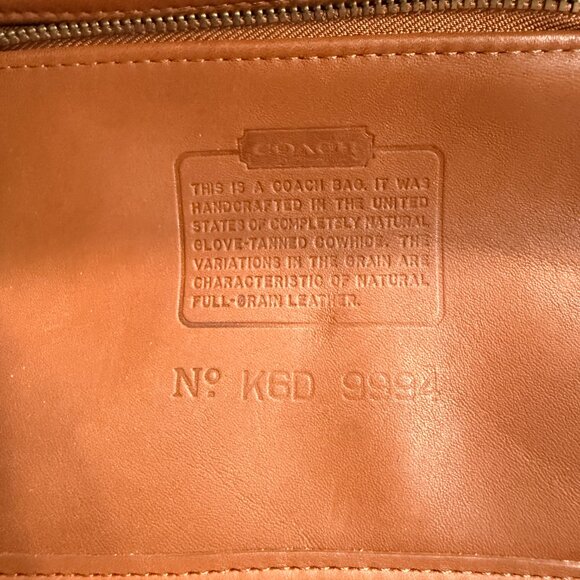 COACH
THIS IS A COACH BAG. IT WAS
HANDCRAFTED IN THE UNITED
STATES OF COMPLETELY NATURAL
GLOVE-TANNED COWHIDE. THE
VARIATIONS IN THE GRAIN ARE
CHARACTERISTIC OF NATURAL
FULL-GRAIN LEATHER.
Nº K6D 9994